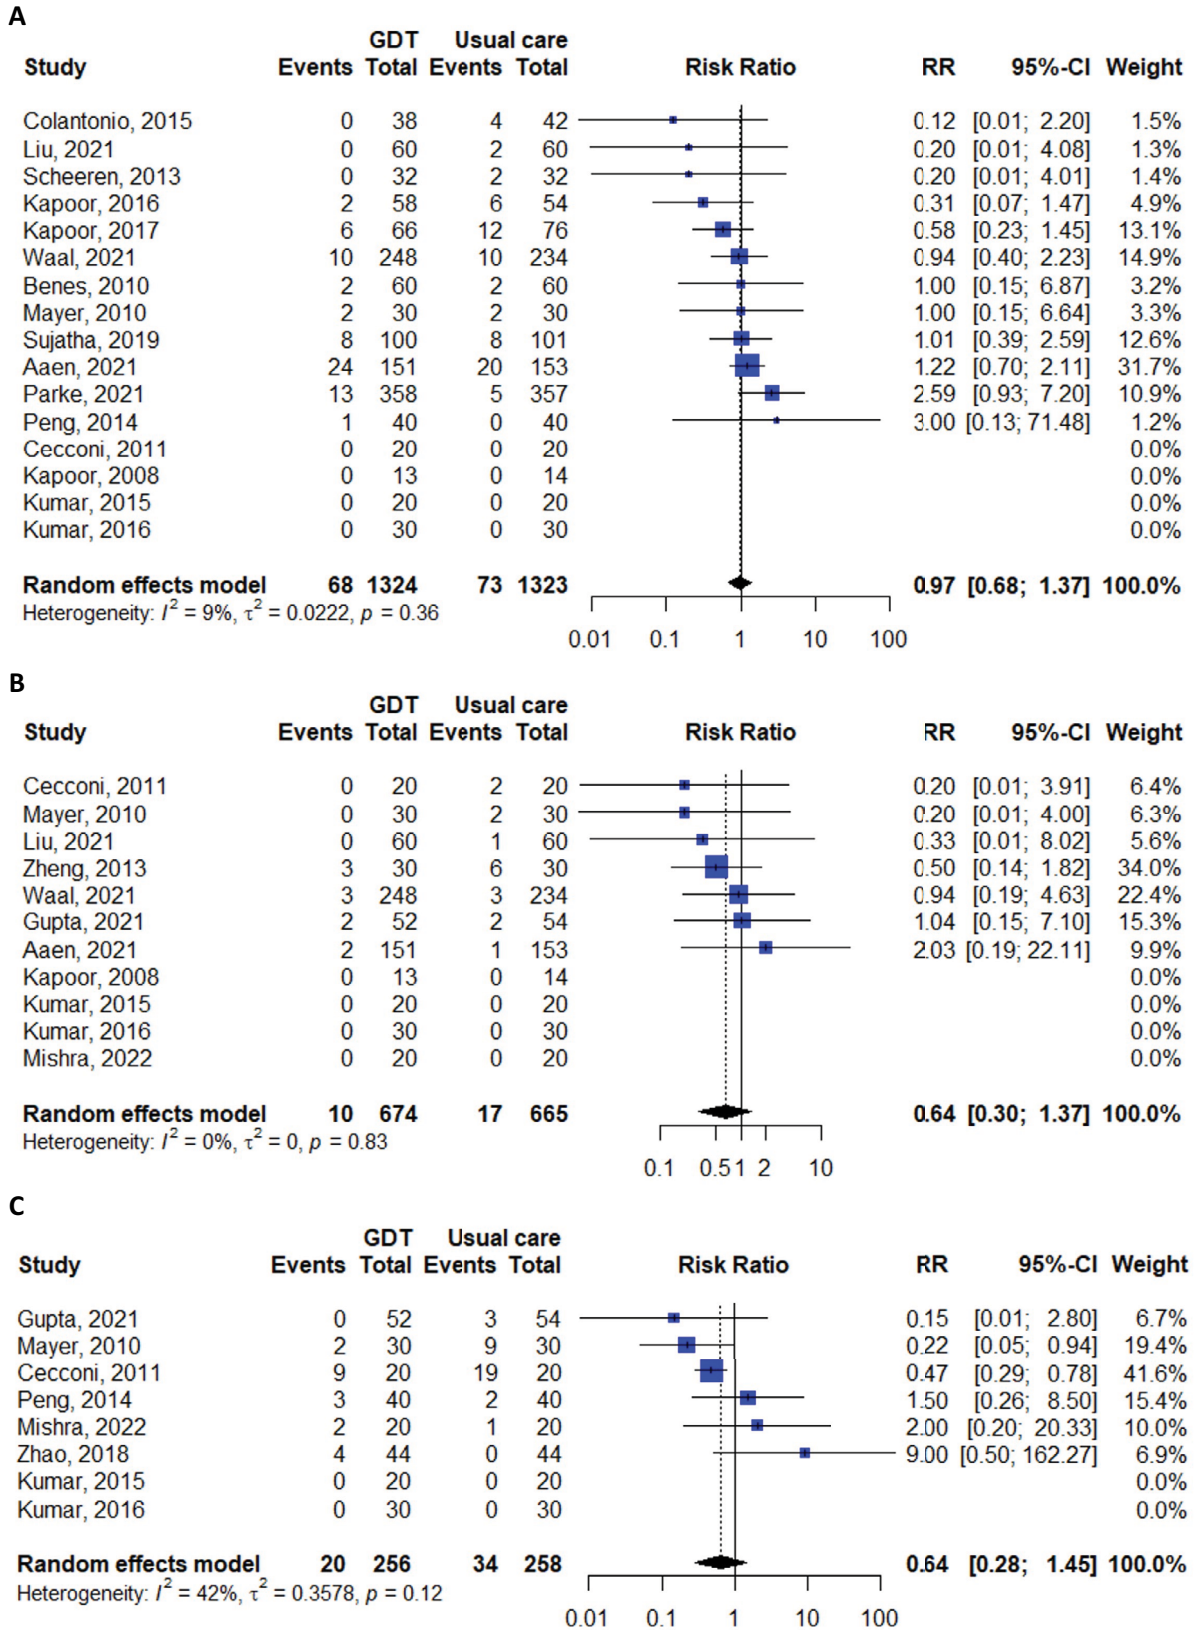 A
GDT Usual care
Study Events Total Events Total Risk Ratio RR 95%-CI Weight
Colantonio, 2015 0 38 4 42 0.12 [0.01; 2.20] 1.5%
Liu, 2021 0 60 2 60 0.20 [0.01; 4.08] 1.3%
Scheeren, 2013 0 32 2 32 0.20 [0.01; 4.01] 1.4%
Kapoor, 2016 2 58 6 54 0.31 [0.07; 1.47] 4.9%
Kapoor, 2017 6 66 12 76 0.58 [0.23; 1.45] 13.1%
Waal, 2021 10 248 10 234 0.94 [0.40; 2.23] 14.9%
Benes, 2010 2 60 2 60 1.00 [0.15; 6.87] 3.2%
Mayer, 2010 2 30 2 30 1.00 [0.15; 6.64] 3.3%
Sujatha, 2019 8 100 8 101 1.01 [0.39; 2.59] 12.6%
Aaen, 2021 24 151 20 153 1.22 [0.70; 2.11] 31.7%
Parke, 2021 13 358 5 357 2.59 [0.93; 7.20] 10.9%
Peng, 2014 1 40 0 40 3.00 [0.13; 71.48] 1.2%
Cecconi, 2011 0 20 0 20 0.0%
Kapoor, 2008 0 13 0 14 0.0%
Kumar, 2015 0 20 0 20 0.0%
Kumar, 2016 0 30 0 30 0.0%
Random effects model 68 1324 73 1323 0.97 [0.68; 1.37] 100.0%
Heterogeneity: I² = 9%, τ² = 0.0222, p = 0.36
0.01 0.1 1 10 100
B
GDT Usual care
Study Events Total Events Total Risk Ratio RR 95%-CI Weight
Cecconi, 2011 0 20 2 20 0.20 [0.01; 3.91] 6.4%
Mayer, 2010 0 30 2 30 0.20 [0.01; 4.00] 6.3%
Liu, 2021 0 60 1 60 0.33 [0.01; 8.02] 5.6%
Zheng, 2013 3 30 6 30 0.50 [0.14; 1.82] 34.0%
Waal, 2021 3 248 3 234 0.94 [0.19; 4.63] 22.4%
Gupta, 2021 2 52 2 54 1.04 [0.15; 7.10] 15.3%
Aaen, 2021 2 151 1 153 2.03 [0.19; 22.11] 9.9%
Kapoor, 2008 0 13 0 14 0.0%
Kumar, 2015 0 20 0 20 0.0%
Kumar, 2016 0 30 0 30 0.0%
Mishra, 2022 0 20 0 20 0.0%
Random effects model 10 674 17 665 0.64 [0.30; 1.37] 100.0%
Heterogeneity: I² = 0%, τ² = 0, p = 0.83
0.1 0.5 1 2 10
C
GDT Usual care
Study Events Total Events Total Risk Ratio RR 95%-CI Weight
Gupta, 2021 0 52 3 54 0.15 [0.01; 2.80] 6.7%
Mayer, 2010 2 30 9 30 0.22 [0.05; 0.94] 19.4%
Cecconi, 2011 9 20 19 20 0.47 [0.29; 0.78] 41.6%
Peng, 2014 3 40 2 40 1.50 [0.26; 8.50] 15.4%
Mishra, 2022 2 20 1 20 2.00 [0.20; 20.33] 10.0%
Zhao, 2018 4 44 0 44 9.00 [0.50; 162.27] 6.9%
Kumar, 2015 0 20 0 20 0.0%
Kumar, 2016 0 30 0 30 0.0%
Random effects model 20 256 34 258 0.64 [0.28; 1.45] 100.0%
Heterogeneity: I² = 42%, τ² = 0.3578, p = 0.12
0.01 0.1 1 10 100